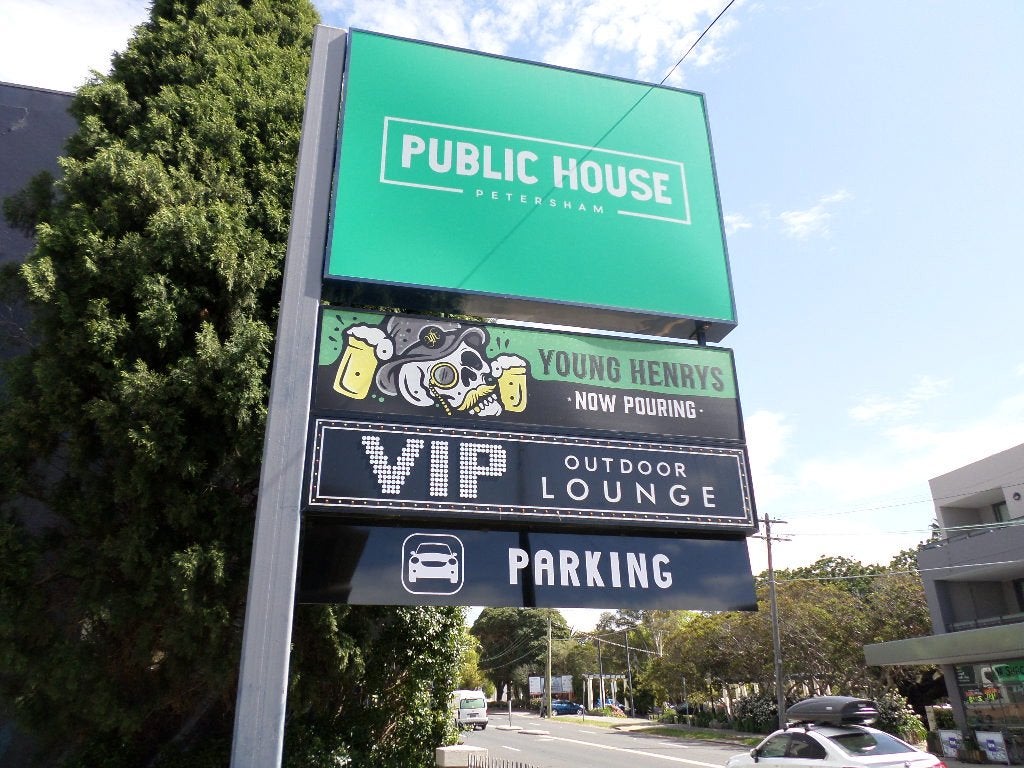 PUBLIC HOUSE
PETERSHAM
YOUNG HENRYS
·NOW POURING·
VIP
OUTDOOR
LOUNGE
PARKING